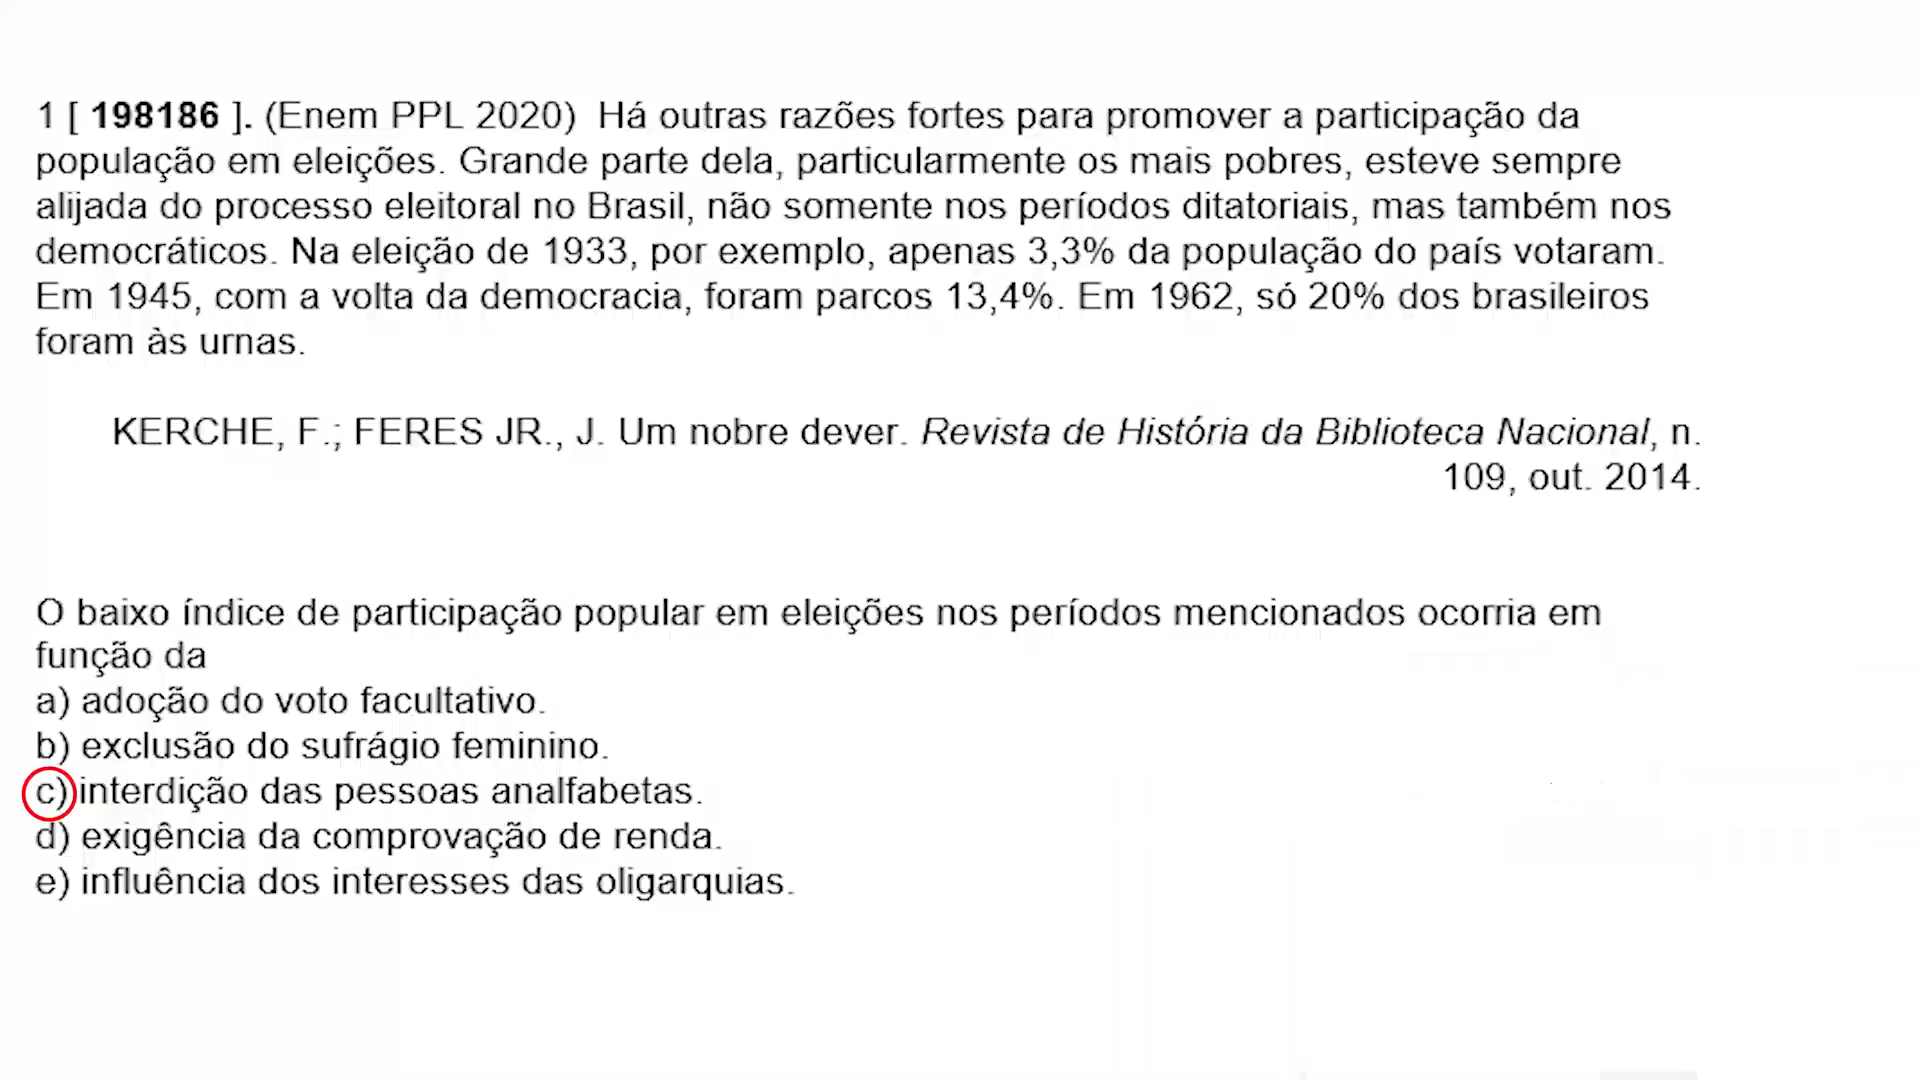 1 [ 198186 ]. (Enem PPL 2020) Há outras razões fortes para promover a participação da
população em eleições. Grande parte dela, particularmente os mais pobres, esteve sempre
alijada do processo eleitoral no Brasil, não somente nos períodos ditatoriais, mas também nos
democráticos. Na eleição de 1933, por exemplo, apenas 3,3% da população do país votaram.
Em 1945, com a volta da democracia, foram parcos 13,4%. Em 1962, só 20% dos brasileiros
foram às urnas.
KERCHE, F.; FERES JR., J. Um nobre dever. Revista de História da Biblioteca Nacional, n.
109, out. 2014.
O baixo índice de participação popular em eleições nos períodos mencionados ocorria em
função da
a) adoção do voto facultativo.
b) exclusão do sufrágio feminino.
c) interdição das pessoas analfabetas.
d) exigência da comprovação de renda.
e) influência dos interesses das oligarquias.